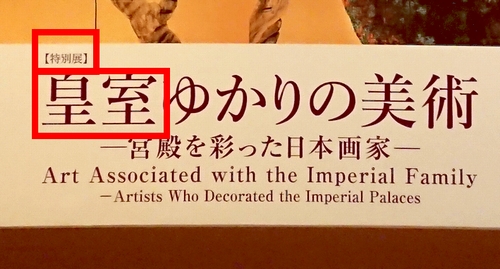 【特別展】
皇室ゆかりの美術
―宮殿を彩った日本画家―
Art Associated with the Imperial Family
－Artists Who Decorated the Imperial Palaces